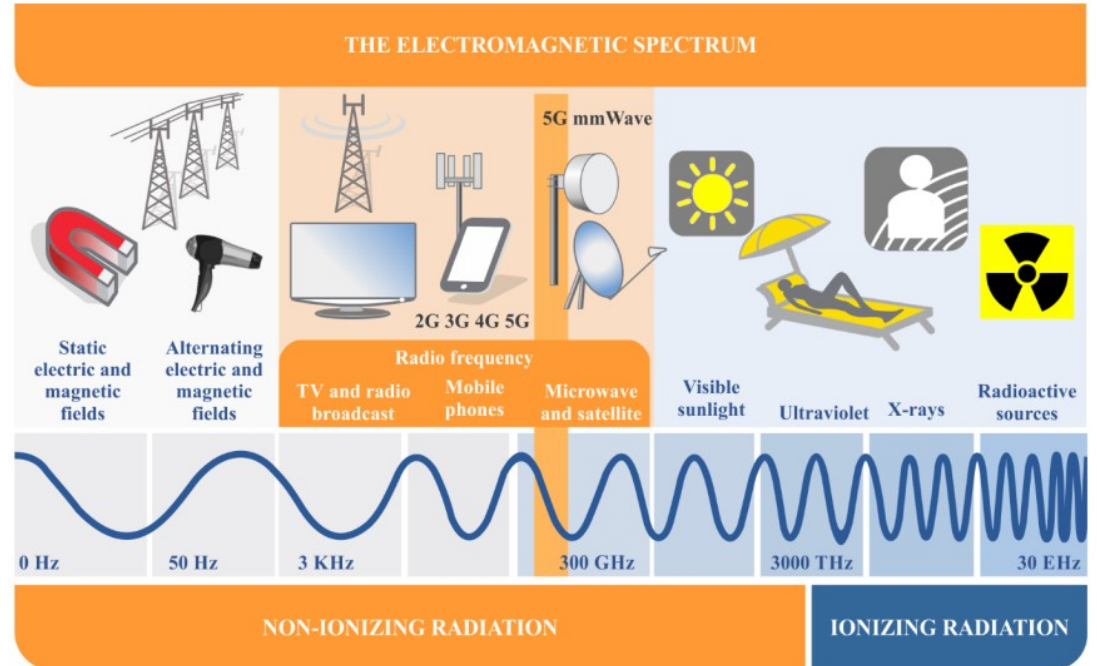 THE ELECTROMAGNETIC SPECTRUM
5G mmWave
2G 3G 4G 5G
Static
electric and
magnetic
fields
Alternating
electric and
magnetic
fields
Radio frequency
TV and radio
broadcast
Mobile
phones
Microwave
and satellite
Visible
sunlight
Ultraviolet
X-rays
Radioactive
sources
0 Hz
50 Hz
3 KHz
300 GHz
3000 THz
30 EHz
NON-IONIZING RADIATION
IONIZING RADIATION